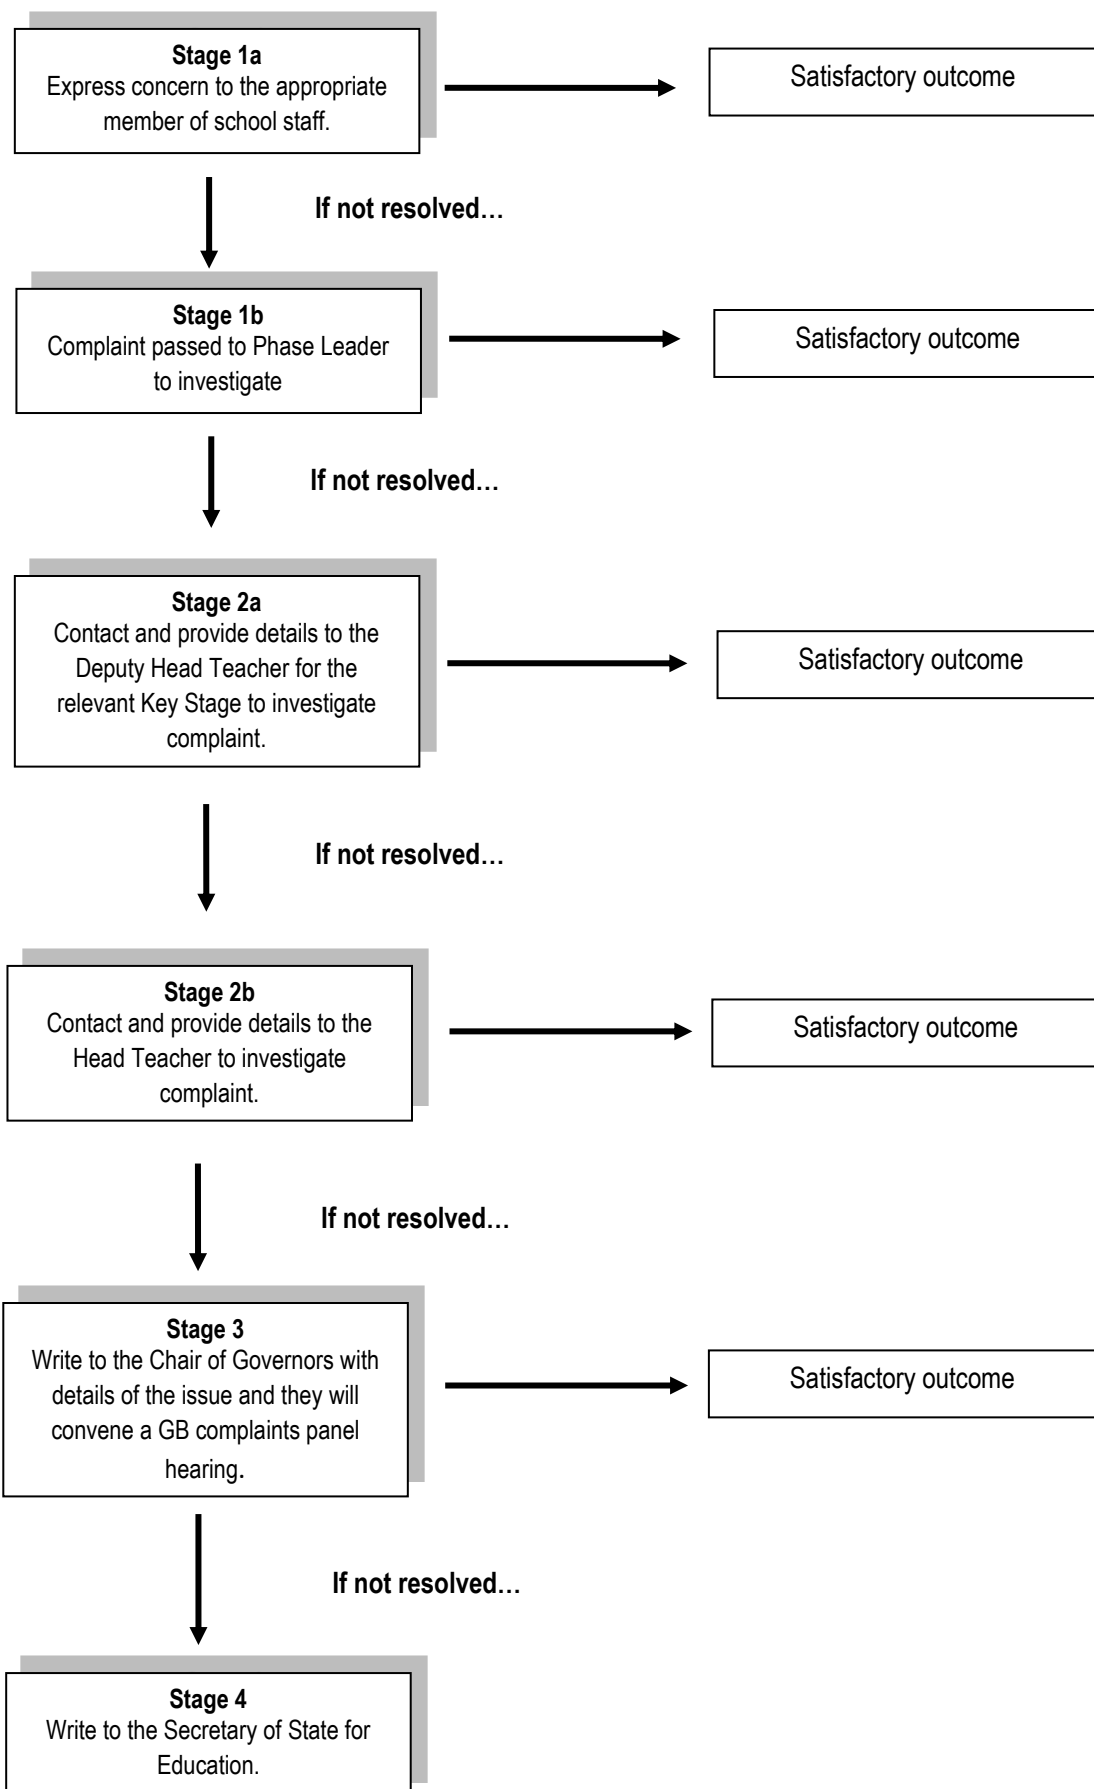 Stage 1a
Express concern to the appropriate
member of school staff.
Satisfactory outcome
If not resolved…
Stage 1b
Complaint passed to Phase Leader
to investigate
Satisfactory outcome
If not resolved…
Stage 2a
Contact and provide details to the
Deputy Head Teacher for the
relevant Key Stage to investigate
complaint.
Satisfactory outcome
If not resolved…
Stage 2b
Contact and provide details to the
Head Teacher to investigate
complaint.
Satisfactory outcome
If not resolved…
Stage 3
Write to the Chair of Governors with
details of the issue and they will
convene a GB complaints panel
hearing.
Satisfactory outcome
If not resolved…
Stage 4
Write to the Secretary of State for
Education.